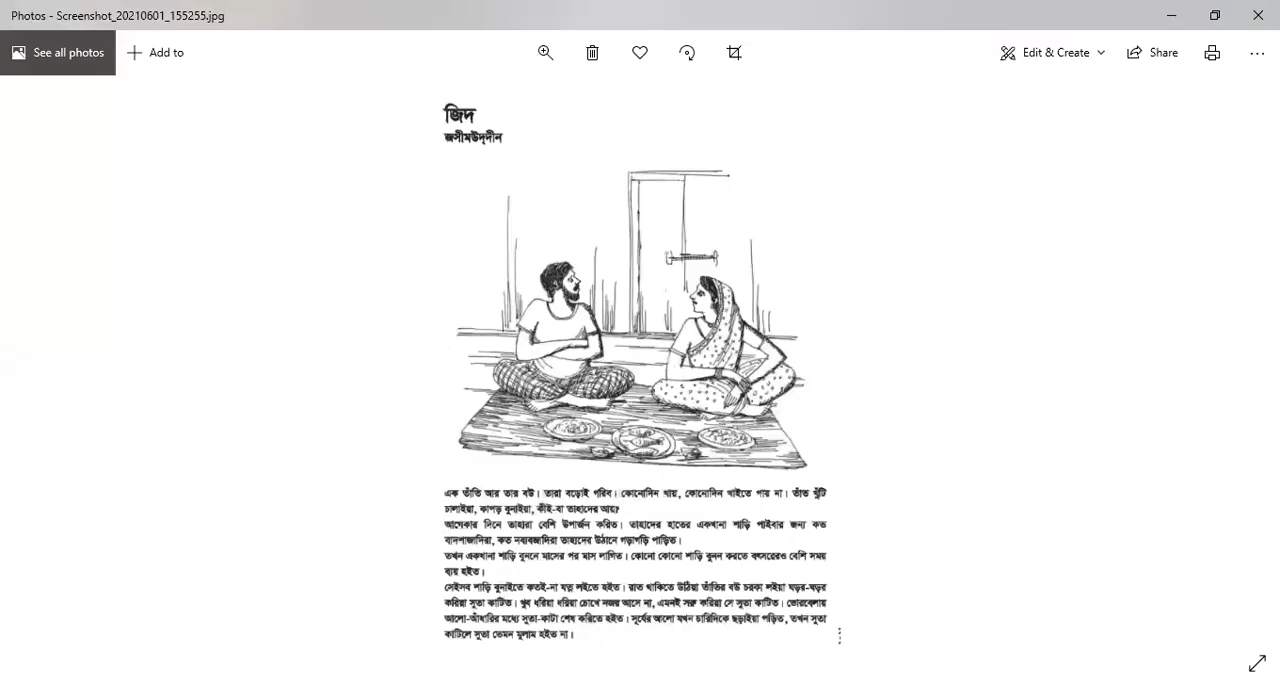 Photos - Screenshot_20210601_155255.jpg
See all photos
Add to
Edit & Create
Share
জিদ
জসীমউদ্‌দীন
এক তাঁতি আর তার বউ। তারা বড়োই গরিব। কোনোদিন খায়, কোনোদিন খাইতে পায় না। তাঁত খুঁটি
চালাইয়া, কাপড় বুনাইয়া, কীই-বা তাহাদের আয়?
আগেকার দিনে তাহারা বেশি উপার্জন করিত। তাহাদের হাতের একখানা শাড়ি পাইবার জন্য কত
বাদশাজাদিরা, কত নবাবজাদিরা তাহাদের উঠানে গড়াগড়ি পাড়িত।
তখন একখানা শাড়ি বুননে মাসের পর মাস লাগিত। কোনো কোনো শাড়ি বুনন করতে বৎসরেরও বেশি সময়
ব্যয় হইত।
সেইসব শাড়ি বুনাইতে কতই-না যত্ন লইতে হইত। রাত থাকিতে উঠিয়া তাঁতির বউ চরকা লইয়া ঘড়র-ঘড়র
করিয়া সুতা কাটিত। খুব ধরিয়া ধরিয়া চোখে নজর আসে না, এমনই সরু করিয়া সে সুতা কাটিত। ভোরবেলায়
আলো-আঁধারির মধ্যে সুতা-কাটা শেষ করিতে হইত। সূর্যের আলো যখন চারিদিকে ছড়াইয়া পড়িত, তখন সুতা
কাটিলে সুতা তেমন মুলাম হইত না।